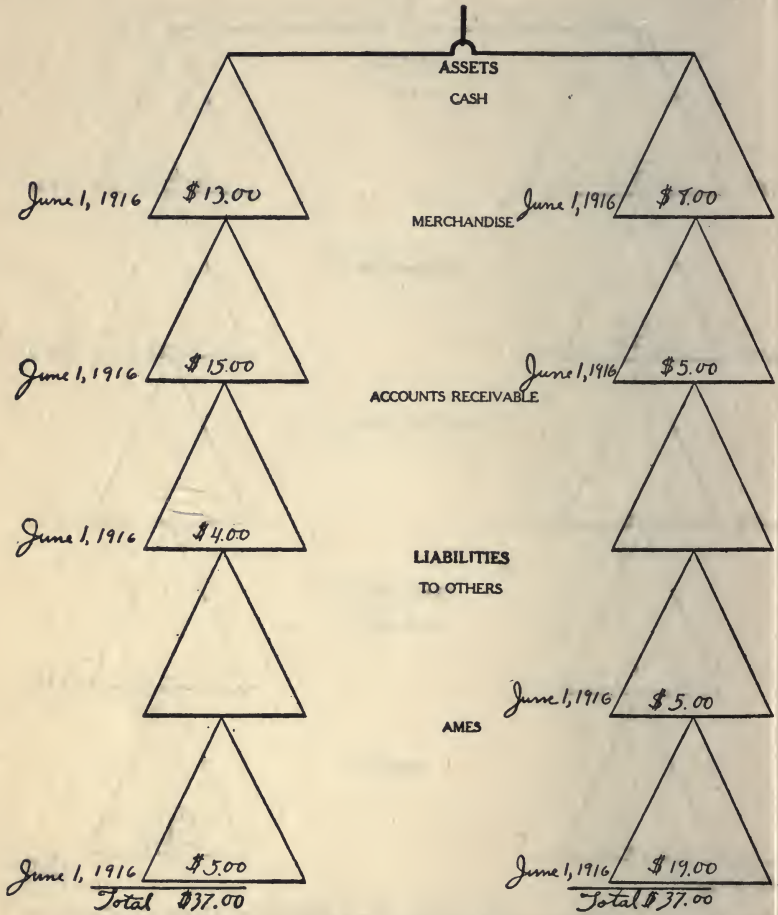 ASSETS
CASH
June 1, 1916 $13.00
June 1, 1916 $8.00
MERCHANDISE
June 1, 1916 $15.00
June 1, 1916 $5.00
ACCOUNTS RECEIVABLE
June 1, 1916 $4.00
LIABILITIES
TO OTHERS
June 1, 1916 $5.00
AMES
June 1, 1916 $5.00
June 1, 1916 $19.00
Total $37.00
Total $37.00